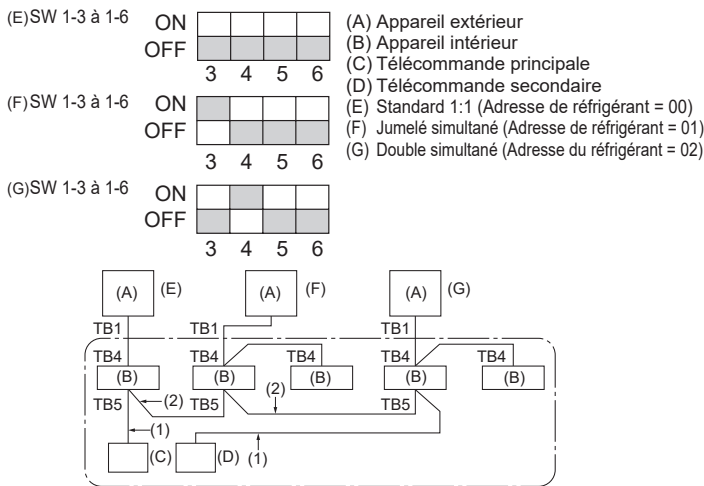 (E)SW 1-3 à 1-6
ON
OFF
3 4 5 6
(F)SW 1-3 à 1-6
ON
OFF
3 4 5 6
(G)SW 1-3 à 1-6
ON
OFF
3 4 5 6
(A) Appareil extérieur
(B) Appareil intérieur
(C) Télécommande principale
(D) Télécommande secondaire
(E) Standard 1:1 (Adresse de réfrigérant = 00)
(F) Jumelé simultané (Adresse de réfrigérant = 01)
(G) Double simultané (Adresse du réfrigérant = 02)
(A) (E) (A) (F) (A) (G)
TB1 TB1 TB1
TB4 TB4 TB4 TB4 TB4
(B) (B) (B) (B) (B)
TB5 (2) TB5 (2) TB5
(1)
(C) (D) (1)